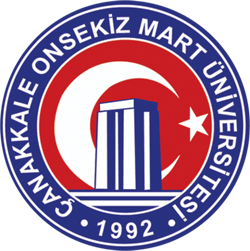 ÇANAKKALE ONSEKİZ MART ÜNİVERSİTESİ
• 1992 •